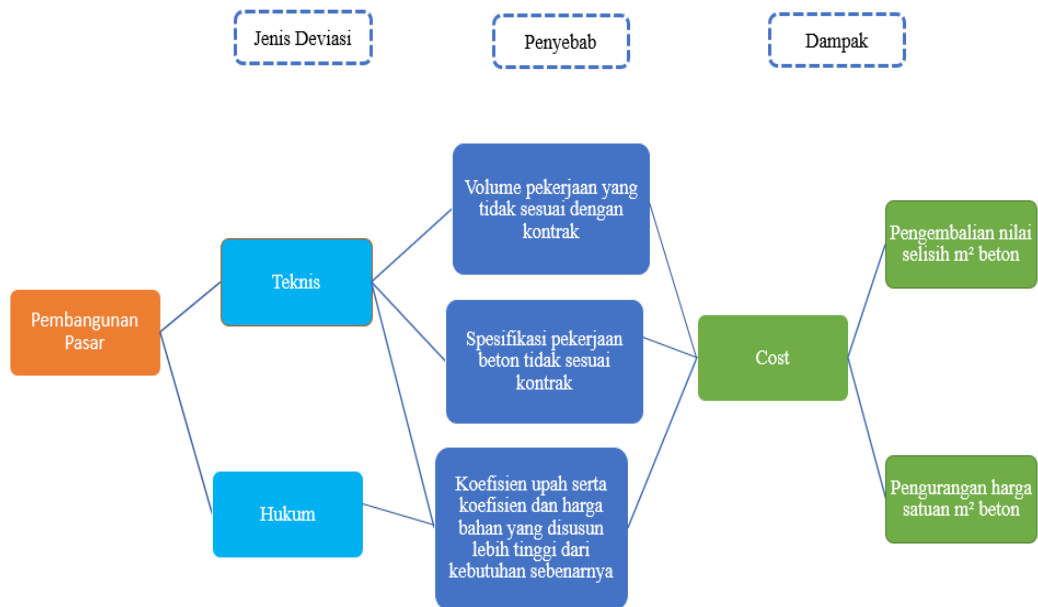 Jenis Deviasi
Penyebab
Dampak
Pembangunan
Pasar
Teknis
Hukum
Volume pekerjaan yang
tidak sesuai dengan
kontrak
Spesifikasi pekerjaan
beton tidak sesuai
kontrak
Koefisien upah serta
koefisien dan harga
bahan yang disusun
lebih tinggi dari
kebutuhan sebenarnya
Cost
Pengembalian nilai
selisih m² beton
Pengurangan harga
satuan m² beton